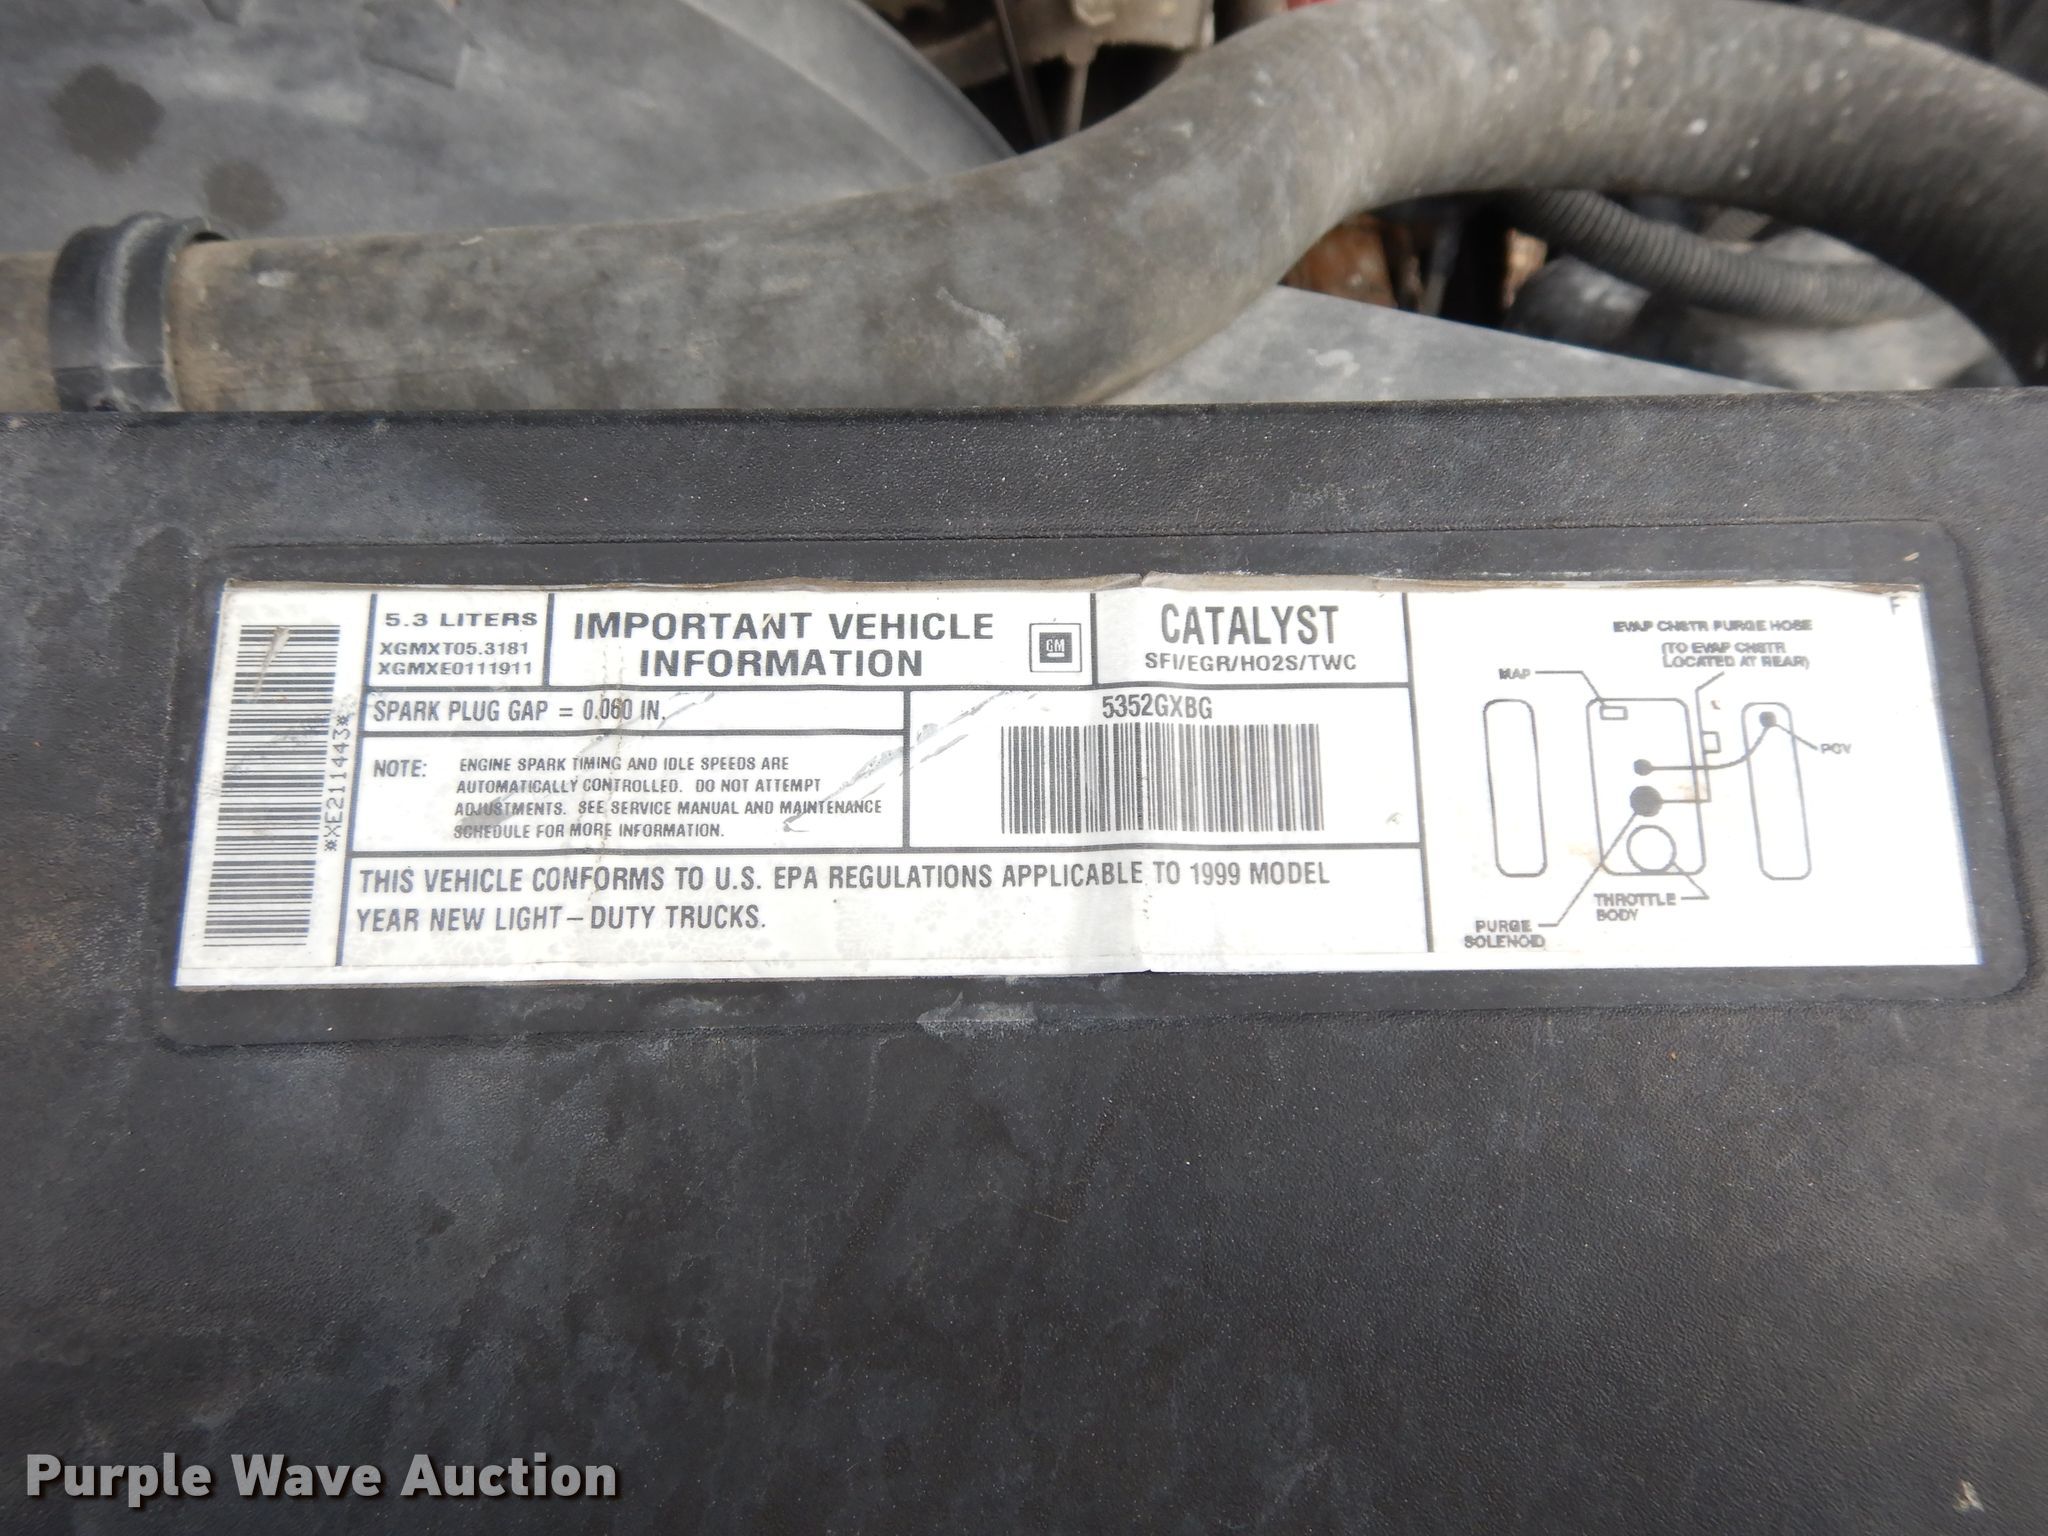 *XE211443*
5.3 LITERS
XGMXT05.3181
XGMXE0111911
IMPORTANT VEHICLE
INFORMATION
GM
CATALYST
SFI/EGR/HO2S/TWC
SPARK PLUG GAP = 0.060 IN.
NOTE: ENGINE SPARK TIMING AND IDLE SPEEDS ARE
AUTOMATICALLY CONTROLLED. DO NOT ATTEMPT
ADJUSTMENTS. SEE SERVICE MANUAL AND MAINTENANCE
SCHEDULE FOR MORE INFORMATION.
5352GXBG
THIS VEHICLE CONFORMS TO U.S. EPA REGULATIONS APPLICABLE TO 1999 MODEL
YEAR NEW LIGHT-DUTY TRUCKS.
F
EVAP CNSTR PURGE HOSE
(TO EVAP CNSTR
LOCATED AT REAR)
MAP
PCV
THROTTLE
BODY
PURGE
SOLENOID
Purple Wave Auction